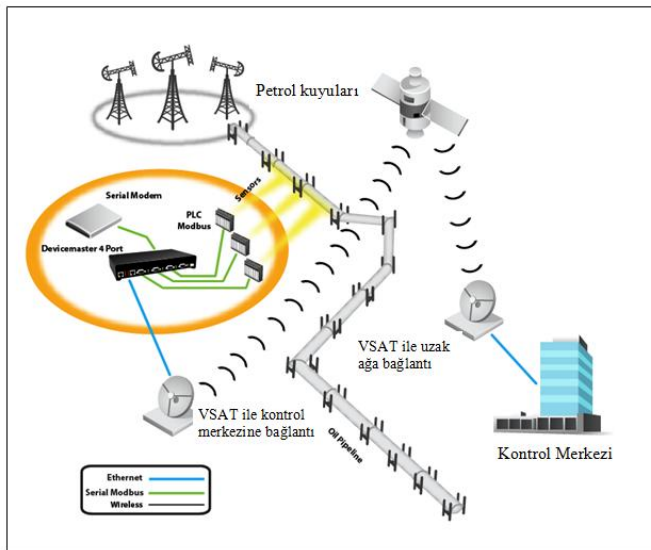 Petrol kuyuları
Sensors
Serial Modem
PLC
Modbus
Devicemaster 4 Port
VSAT ile uzak
ağa bağlantı
VSAT ile kontrol
merkezine bağlantı
Oil Pipeline
Kontrol Merkezi
Ethernet
Serial Modbus
Wireless